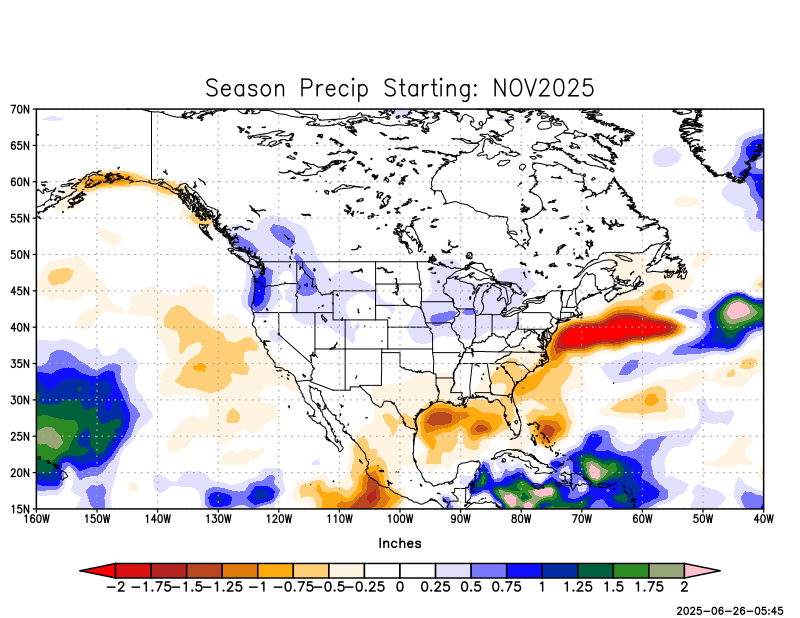 Season Precip Starting: NOV2025
70N
65N
60N
55N
50N
45N
40N
35N
30N
25N
20N
15N
160W 150W 140W 130W 120W 110W 100W 90W 80W 70W 60W 50W 40W
Inches
−2 −1.75 −1.5 −1.25 −1 −0.75 −0.5 −0.25 0 0.25 0.5 0.75 1 1.25 1.5 1.75 2
2025−06−26−05:45